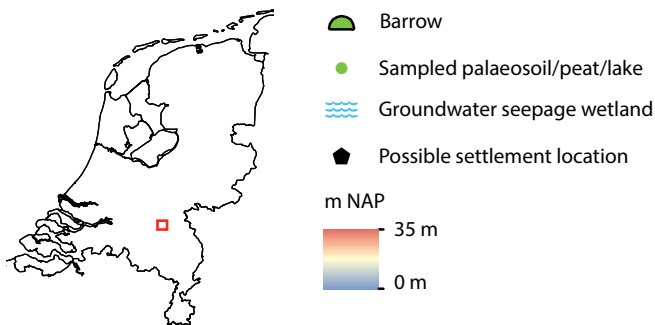 Barrow
Sampled palaeosoil/peat/lake
Groundwater seepage wetland
Possible settlement location
m NAP
35 m
0 m